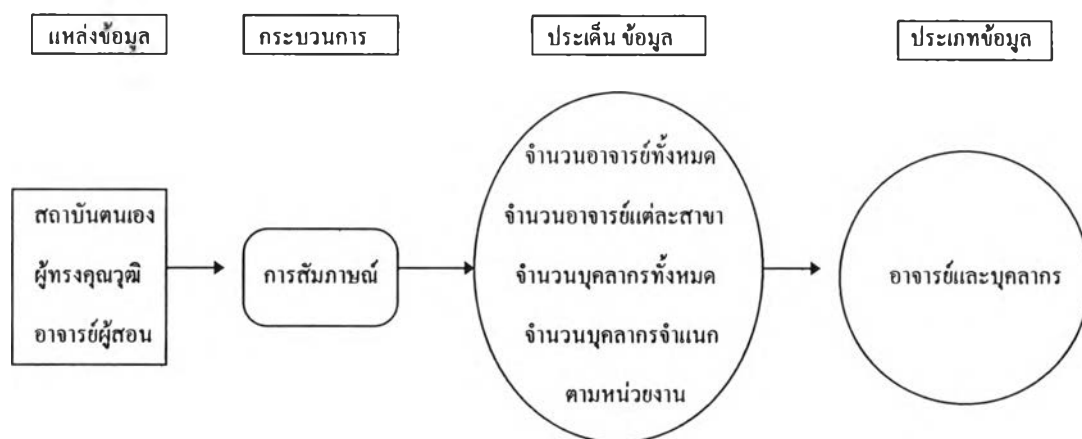 แหล่งข้อมูล
กระบวนการ
ประเด็น ข้อมูล
ประเภทข้อมูล
สถาบันตนเอง
ผู้ทรงคุณวุฒิ
อาจารย์ผู้สอน
การสัมภาษณ์
จำนวนอาจารย์ทั้งหมด
จำนวนอาจารย์แต่ละสาขา
จำนวนบุคลากรทั้งหมด
จำนวนบุคลากรจำแนก
ตามหน่วยงาน
อาจารย์และบุคลากร